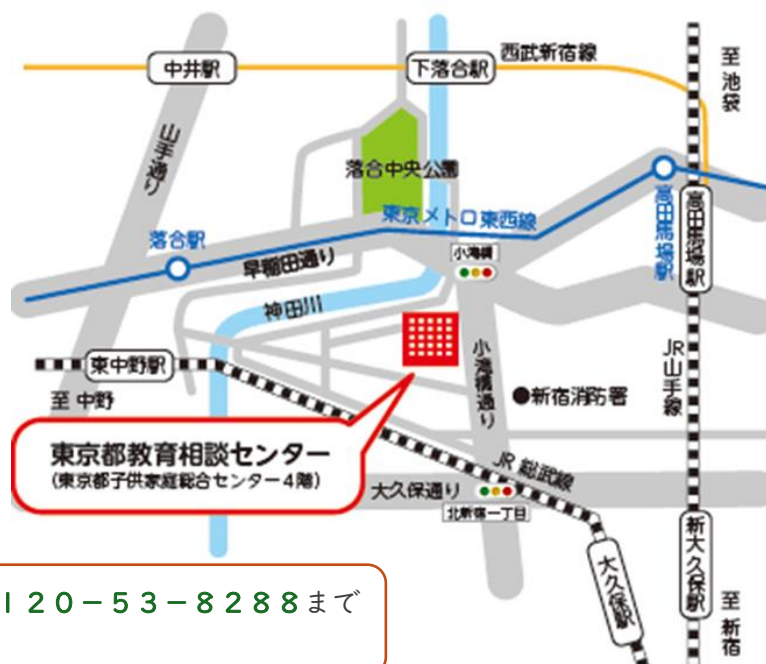 西武新宿線
中井駅
下落合駅
至 池袋
山手通り
落合中央公園
東京メトロ東西線
落合駅
高田馬場駅
高田馬場駅
早稲田通り
小滝橋
神田川
小滝橋通り
JR山手線
東中野駅
至 中野
●新宿消防署
東京都教育相談センター
(東京都子供家庭総合センター4階)
JR 総武線
大久保通り
北新宿一丁目
大久保駅
新大久保駅
至 新宿
120-53-8288まで